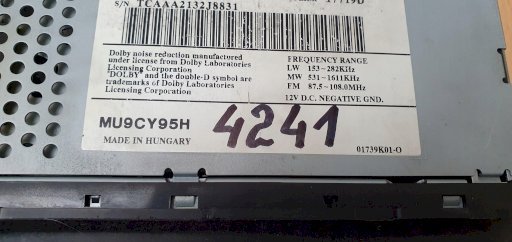 S/N TCAAA2132J8831
Dolby noise reduction manufactured
under license from Dolby Laboratories
Licensing Corporation
"DOLBY" and the double-D symbol are
trademarks of Dolby Laboratories
Licensing Corporation
FREQUENCY RANGE
LW 153~282KHz
MW 531~1611KHz
FM 87.5~108.0MHz
12V D.C. NEGATIVE GND.
MU9CY95H
4241
MADE IN HUNGARY
01739K01-O